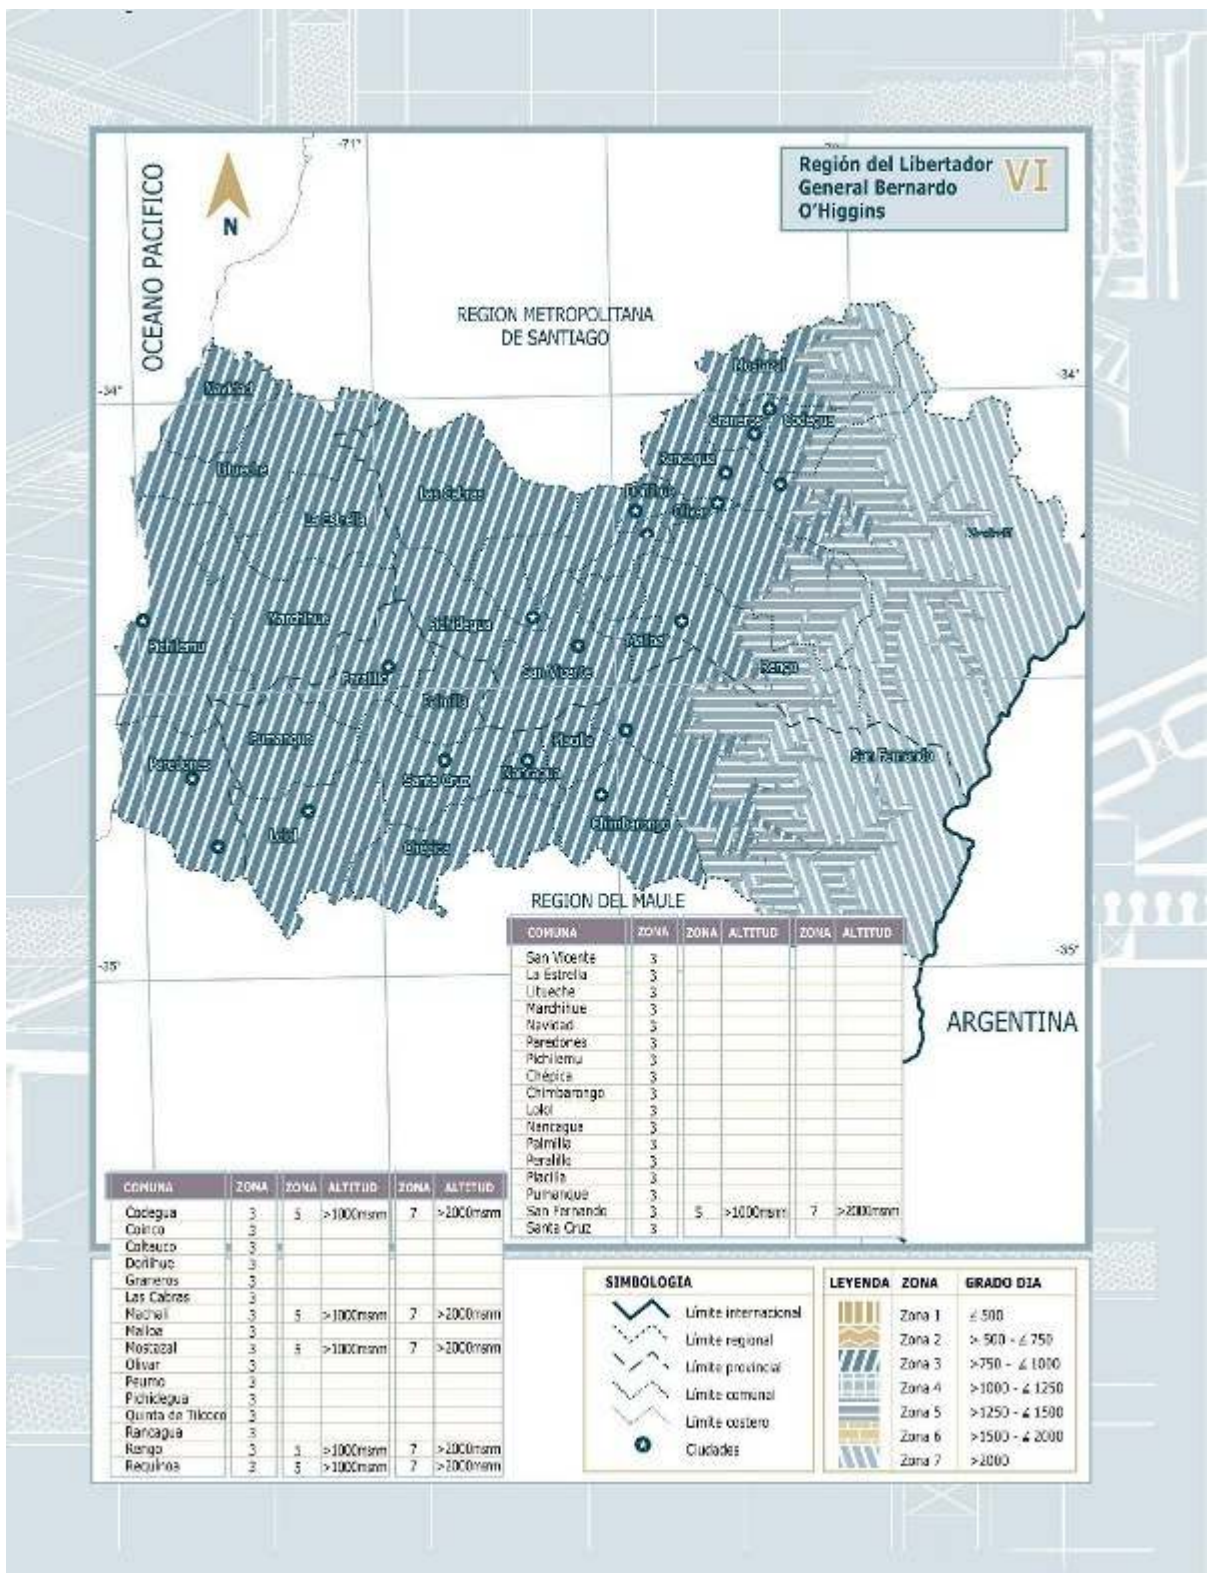 -71°
Región del Libertador
General Bernardo
O'Higgins
VI
OCEANO PACIFICO
N
REGION METROPOLITANA
DE SANTIAGO
-34°
-34°
Navidad
Mostazal
Graneros
Codegua
Rancagua
Litueche
Las Cabras
La Estrella
Doñihue
Olivar
Machalí
Marchihue
Pichidegua
Malloa
Pichilemu
San Vicente
Rengo
Peralillo
Palmilla
Pumanque
Placilla
San Fernando
Paredones
Santa Cruz
Nancagua
Chimbarongo
Lolol
Chépica
REGION DEL MAULE
-35°
-35°
ARGENTINA
COMUNA ZONA ZONA ALTITUD ZONA ALTITUD
San Vicente 3
La Estrella 3
Litueche 3
Marchihue 3
Navidad 3
Paredones 3
Pichilemu 3
Chépica 3
Chimbarongo 3
Lolol 3
Nancagua 3
Palmilla 3
Peralillo 3
Placilla 3
Pumanque 3
San Fernando 3 5 >1000msnm 7 >2000msnm
Santa Cruz 3
COMUNA ZONA ZONA ALTITUD ZONA ALTITUD
Codegua 3 5 >1000msnm 7 >2000msnm
Coinco 3
Coltauco 3
Doñihue 3
Graneros 3
Las Cabras 3
Machalí 3 5 >1000msnm 7 >2000msnm
Malloa 3
Mostazal 3 5 >1000msnm 7 >2000msnm
Olivar 3
Peumo 3
Pichidegua 3
Quinta de Tilcoco 3
Rancagua 3
Rengo 3 5 >1000msnm 7 >2000msnm
Requínoa 3 5 >1000msnm 7 >2000msnm
SIMBOLOGIA
Límite internacional
Límite regional
Límite provincial
Límite comunal
Límite costero
Ciudades
LEYENDA ZONA GRADO DIA
Zona 1 ≤ 500
Zona 2 > 500 - ≤ 750
Zona 3 >750 - ≤ 1000
Zona 4 >1000 - ≤ 1250
Zona 5 >1250 - ≤ 1500
Zona 6 >1500 - ≤ 2000
Zona 7 >2000